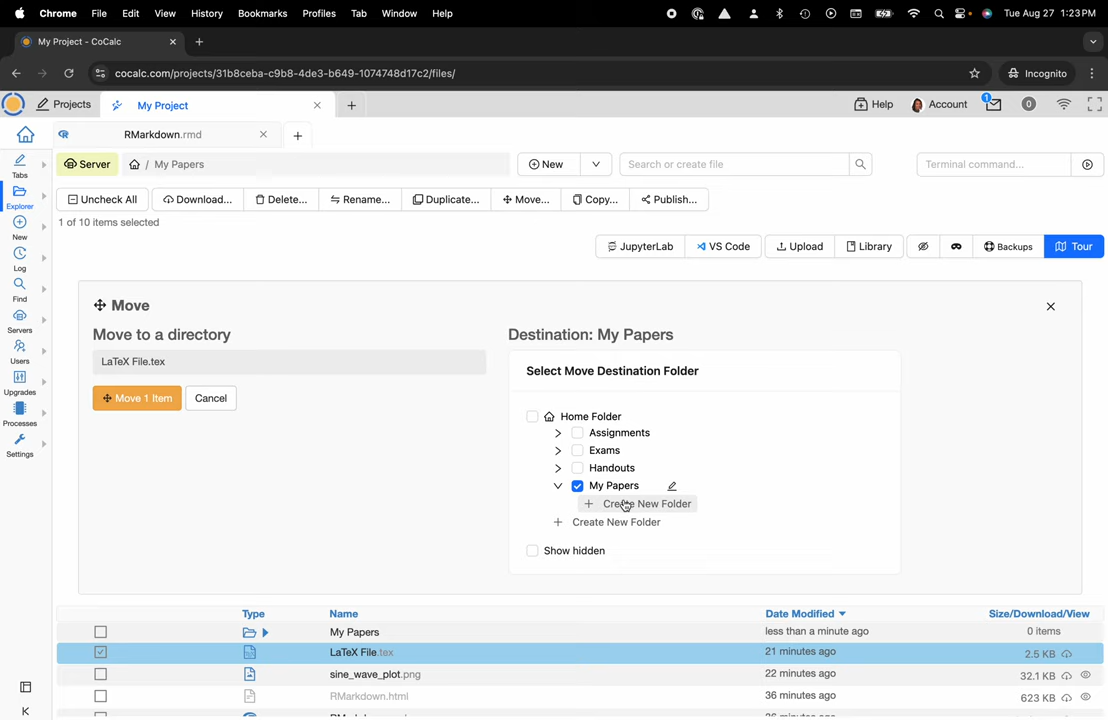 Chrome File Edit View History Bookmarks Profiles Tab Window Help Tue Aug 27 1:23 PM
My Project - CoCalc
cocalc.com/projects/31b8ceba-c9b8-4de3-b649-1074748d17c2/files/ Incognito
Projects My Project Help 1 Account 0
RMarkdown.rmd
Server / My Papers New Search or create file Terminal command...
Uncheck All Download... Delete... Rename... Duplicate... Move... Copy... Publish...
1 of 10 items selected
JupyterLab VS Code Upload Library Backups Tour
Tabs
Explorer
New
Log
Find
Servers
Users
Upgrades
Processes
Settings
Move
Move to a directory
LaTeX File.tex
Move 1 Item Cancel
Destination: My Papers
Select Move Destination Folder
Home Folder
Assignments
Exams
Handouts
My Papers
+ Create New Folder
+ Create New Folder
Show hidden
Type Name Date Modified Size/Download/View
My Papers less than a minute ago 0 items
LaTeX File.tex 21 minutes ago 2.5 KB
sine_wave_plot.png 22 minutes ago 32.1 KB
RMarkdown.html 36 minutes ago 623 KB